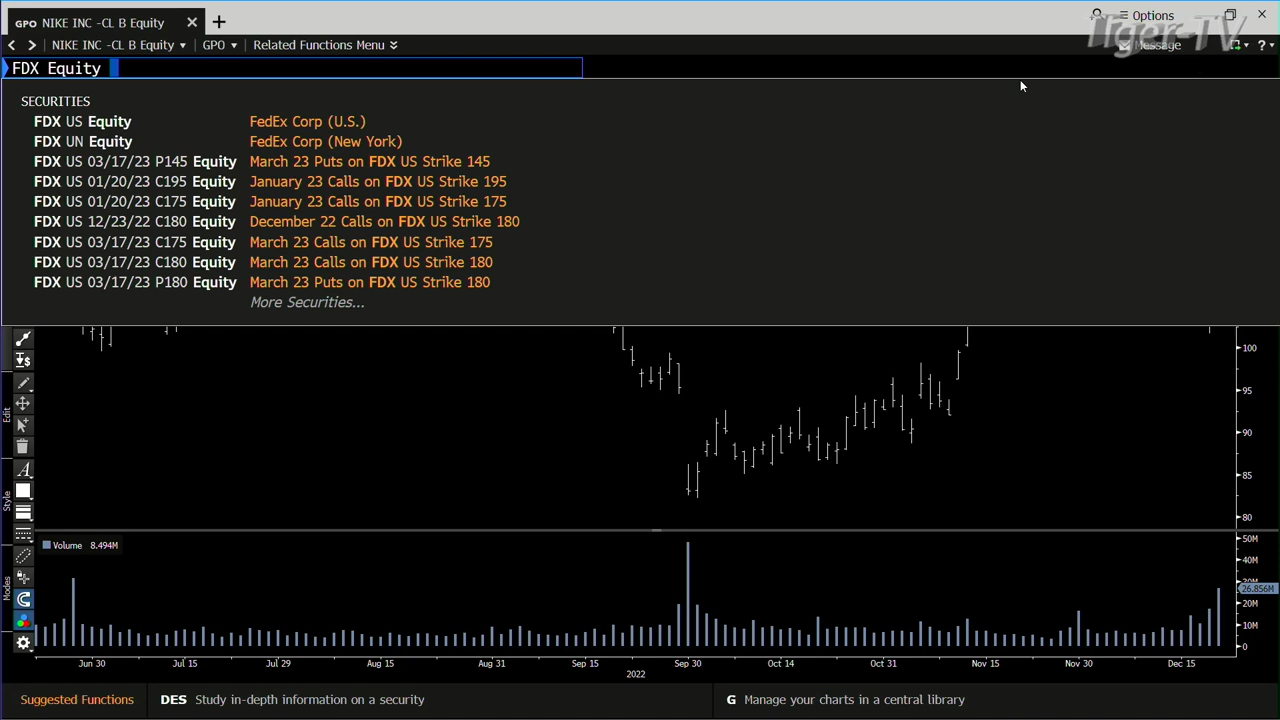 GPO NIKE INC -CL B Equity
Options
NIKE INC -CL B Equity GPO Related Functions Menu Message ?
Tiger-TV
FDX Equity
SECURITIES
FDX US Equity FedEx Corp (U.S.)
FDX UN Equity FedEx Corp (New York)
FDX US 03/17/23 P145 Equity March 23 Puts on FDX US Strike 145
FDX US 01/20/23 C195 Equity January 23 Calls on FDX US Strike 195
FDX US 01/20/23 C175 Equity January 23 Calls on FDX US Strike 175
FDX US 12/23/22 C180 Equity December 22 Calls on FDX US Strike 180
FDX US 03/17/23 C175 Equity March 23 Calls on FDX US Strike 175
FDX US 03/17/23 C180 Equity March 23 Calls on FDX US Strike 180
FDX US 03/17/23 P180 Equity March 23 Puts on FDX US Strike 180
More Securities...
100
95
90
85
80
Edit
Style
Modes
A
Volume 8.494M
50M
40M
30M
26.856M
20M
10M
0
Jun 30 Jul 15 Jul 29 Aug 15 Aug 31 Sep 15 Sep 30 Oct 14 Oct 31 Nov 15 Nov 30 Dec 15
2022
Suggested Functions DES Study in-depth information on a security G Manage your charts in a central library